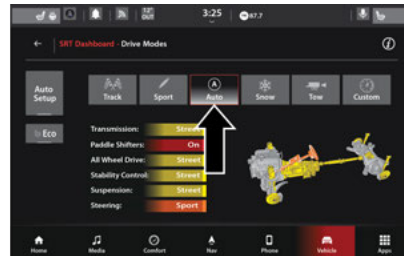 12°
OUT
3:25
87.7
SRT Dashboard - Drive Modes
Auto
Setup
Track
Sport
A
Auto
Snow
Tow
Custom
Eco
Transmission: Street
Paddle Shifters: On
All Wheel Drive: Street
Stability Control: Street
Suspension: Street
Steering: Sport
Home
Media
Comfort
Nav
Phone
Vehicle
Apps